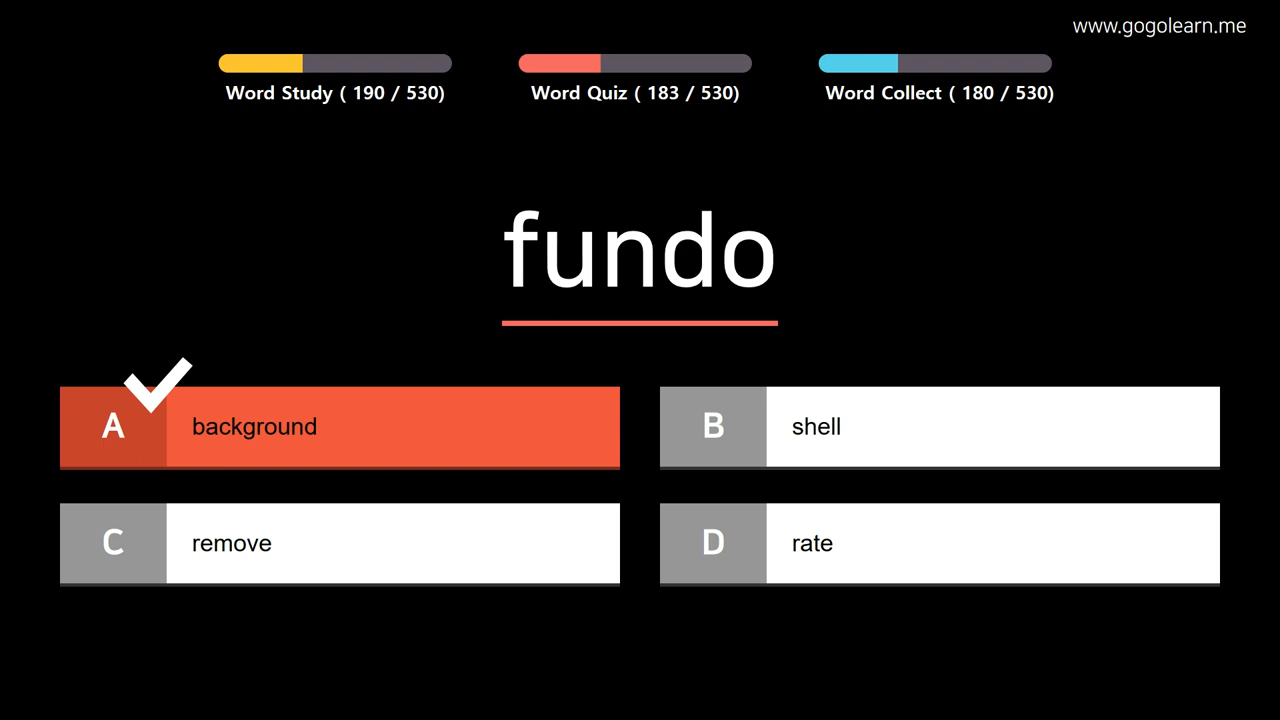 www.gogolearn.me
Word Study ( 190 / 530)
Word Quiz ( 183 / 530)
Word Collect ( 180 / 530)
fundo
A background
B shell
C remove
D rate